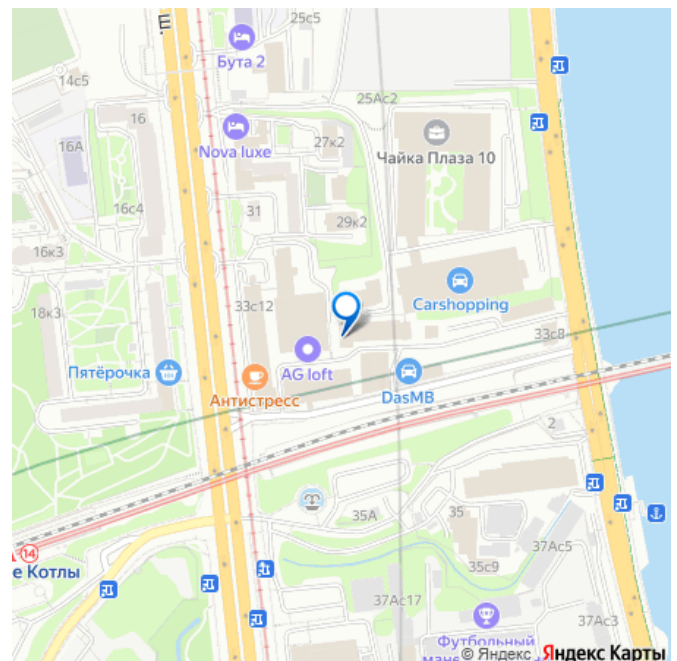 25с5
Ш.
Бута 2
14с5
25Ас2
16
27к2
Nova luxe
16А
Чайка Плаза 10
16с4
31
29к2
16к3
Carshopping
33с12
18к3
33с8
Пятёрочка
AG loft
Антистресс
DasMB
2
35А
35
14
37Ас5
е Котлы
35с9
37Ас17
37Ас3
Футбольный
мане
© Яндекс Яндекс Карты